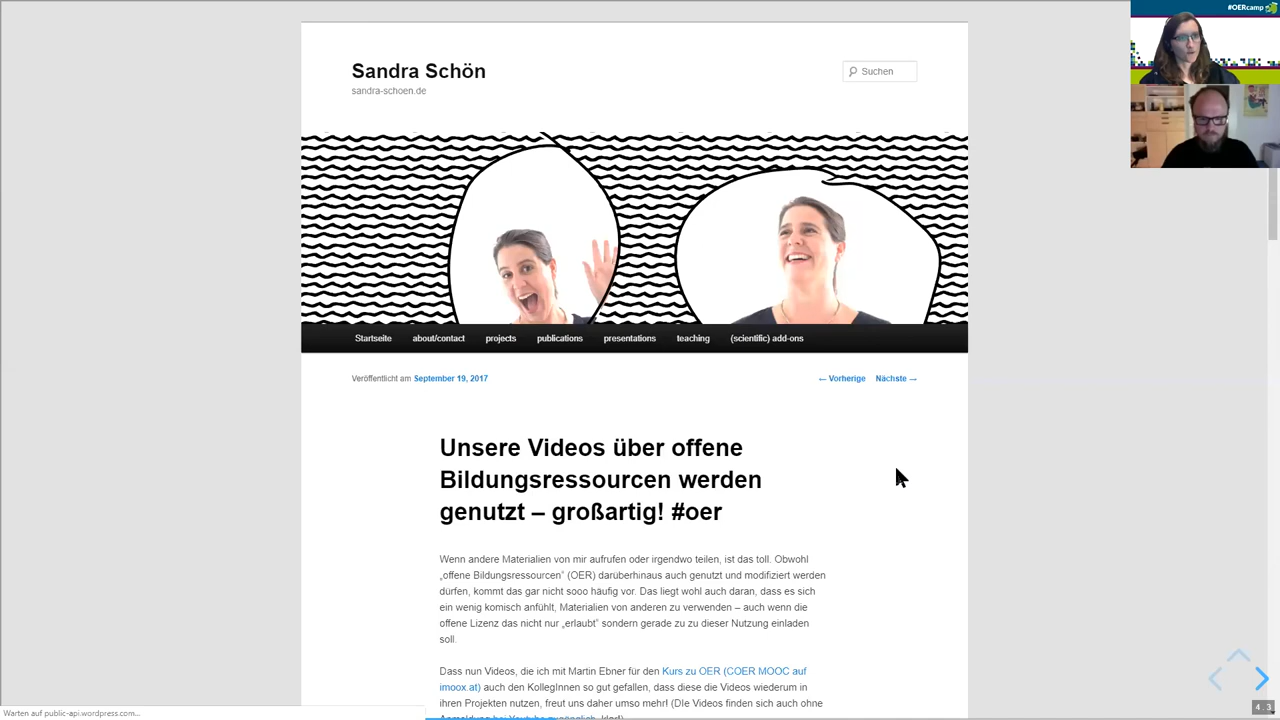 #OERcamp
Sandra Schön
sandra-schoen.de
Suchen
Startseite about/contact projects publications presentations teaching (scientific) add-ons
Veröffentlicht am September 19, 2017
← Vorherige Nächste →
Unsere Videos über offene
Bildungsressourcen werden
genutzt – großartig! #oer
Wenn andere Materialien von mir aufrufen oder irgendwo teilen, ist das toll. Obwohl
„offene Bildungsressourcen“ (OER) darüberhinaus auch genutzt und modifiziert werden
dürfen, kommt das gar nicht sooo häufig vor. Das liegt wohl auch daran, dass es sich
ein wenig komisch anfühlt, Materialien von anderen zu verwenden – auch wenn die
offene Lizenz das nicht nur „erlaubt“ sondern gerade zu zu dieser Nutzung einladen
soll.
Dass nun Videos, die ich mit Martin Ebner für den Kurs zu OER (COER MOOC auf
imoox.at) auch den KollegInnen so gut gefallen, dass diese die Videos wiederum in
ihren Projekten nutzen, freut uns daher umso mehr! (DIe Videos finden sich auch ohne
Anmeldung bei Youtube zugänglich, klar!)
Warten auf public-api.wordpress.com...
4.3